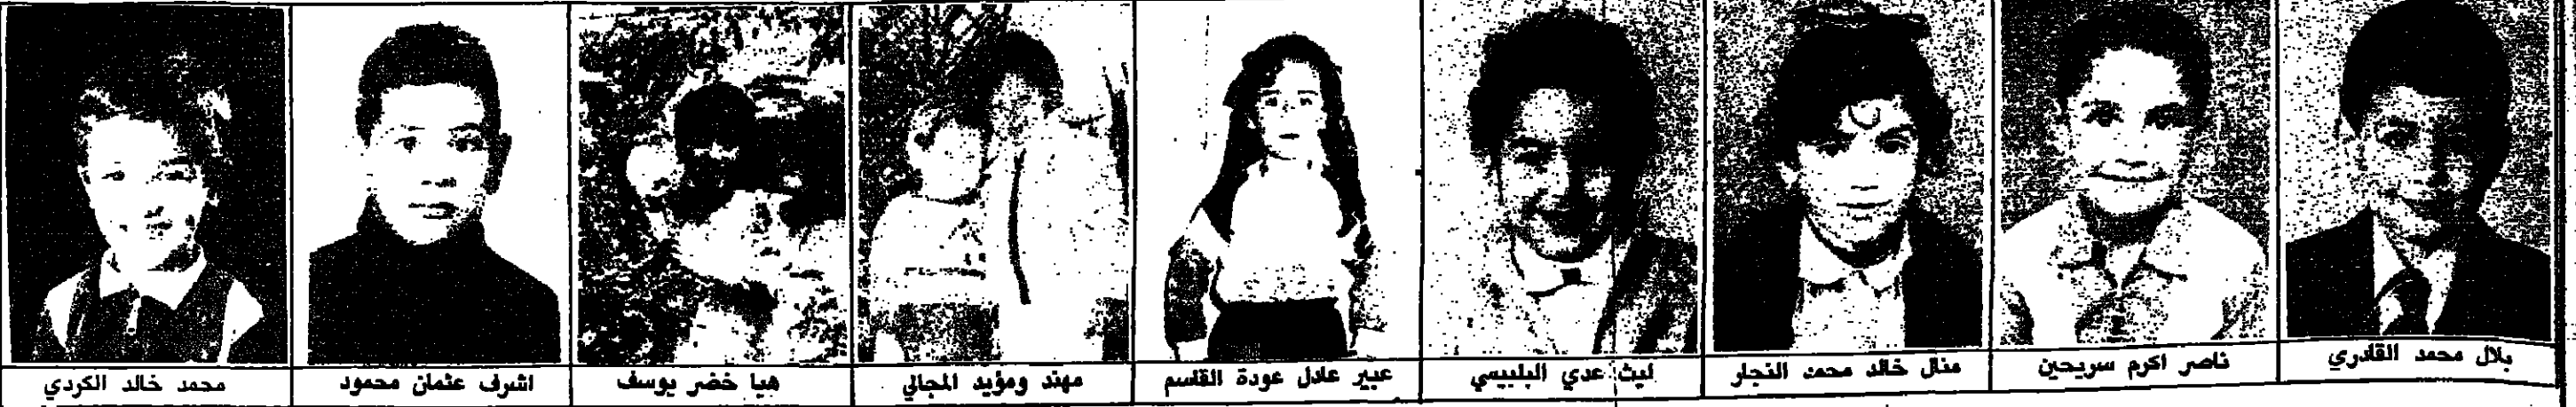 بلال محمد القادري
ناصر اكرم سريحين
منال خالد محمد النجار
ليث عدي البلبيسي
عبير عادل عودة القاسم
مهند ومؤيد المجالي
هبا خضر يوسف
اشرف عثمان محمود
محمد خالد الكردي